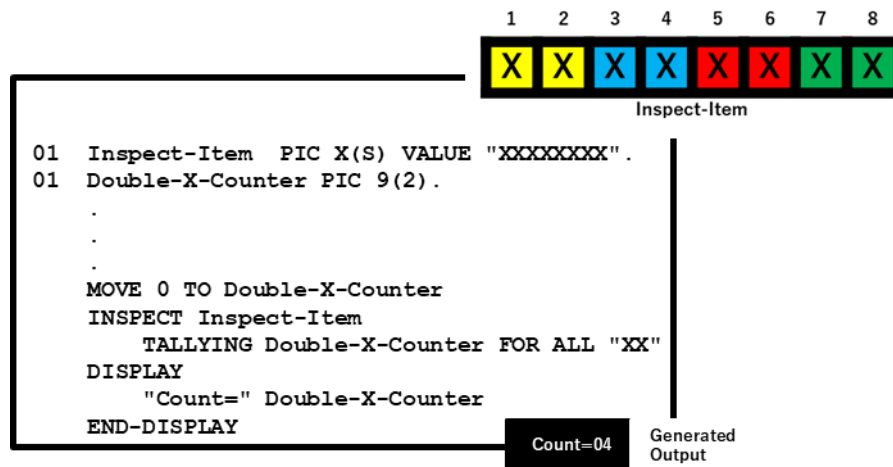 1 2 3 4 5 6 7 8
X X X X X X X X
Inspect-Item
01 Inspect-Item PIC X(S) VALUE "XXXXXXXX".
01 Double-X-Counter PIC 9(2).
.
.
.
MOVE 0 TO Double-X-Counter
INSPECT Inspect-Item
TALLYING Double-X-Counter FOR ALL "XX"
DISPLAY
"Count=" Double-X-Counter
END-DISPLAY
Count=04
Generated
Output